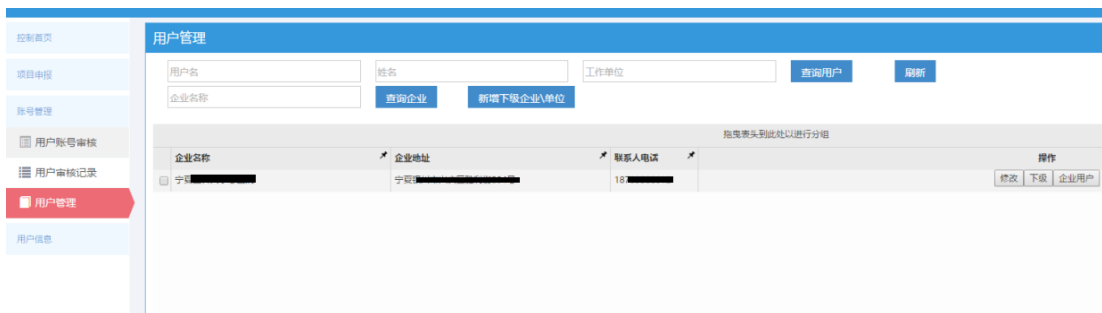 控制首页
项目申报
账号管理
用户账号审核
用户审核记录
用户管理
用户信息
用户管理
用户名 姓名 工作单位 查询用户 刷新
企业名称 查询企业 新增下级企业\单位
拖曳表头到此处以进行分组
企业名称 企业地址 联系人电话 操作
宁夏 宁夏 187 修改 下级 企业用户